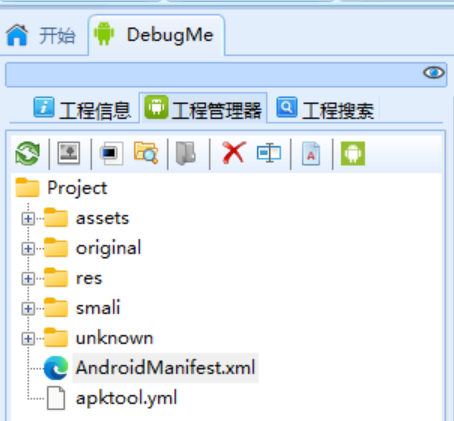 开始 DebugMe
工程信息 工程管理器 工程搜索
Project
assets
original
res
smali
unknown
AndroidManifest.xml
apktool.yml